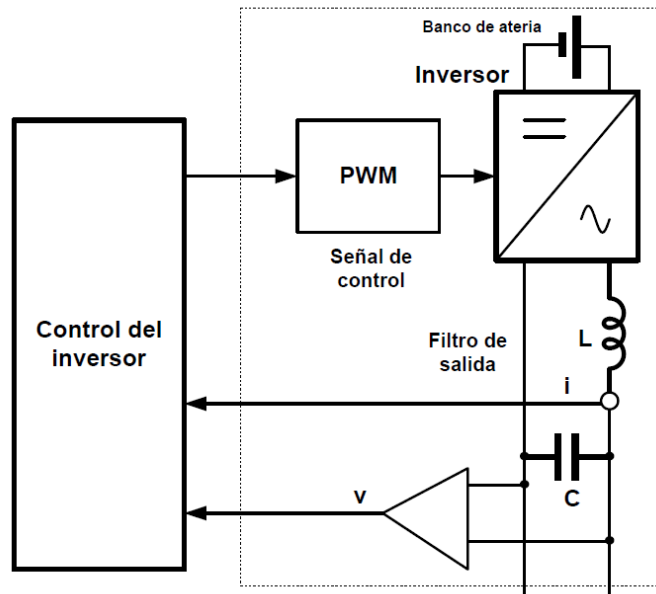 Banco de ateria
Inversor
PWM
Señal de
control
Control del
inversor
Filtro de
salida
L
i
C
v